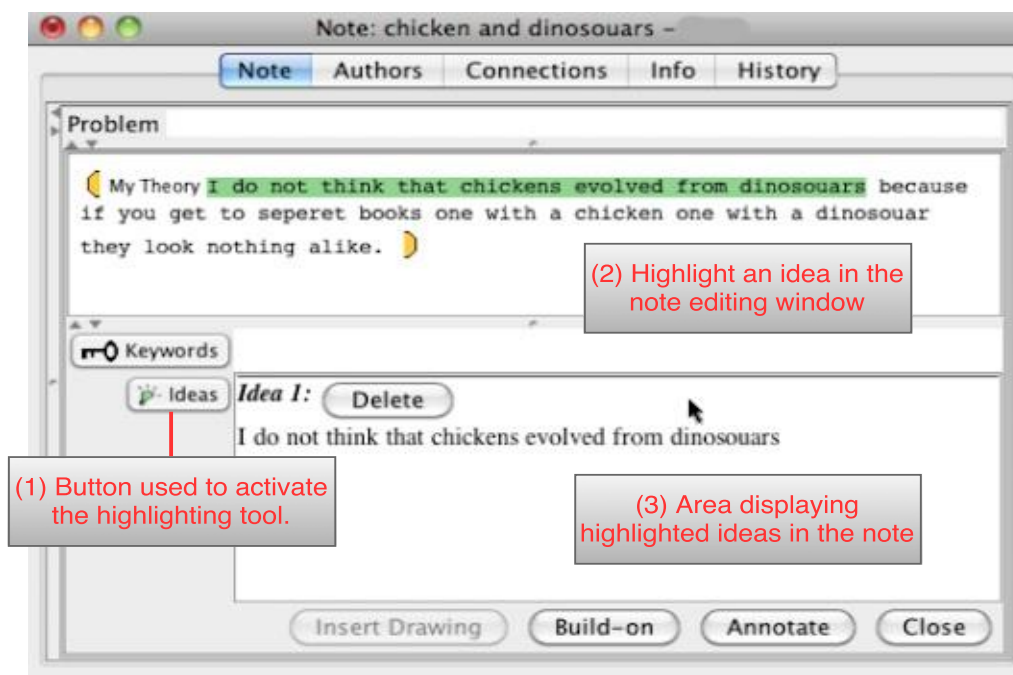 Note: chicken and dinosouars –
Note Authors Connections Info History
Problem
My Theory I do not think that chickens evolved from dinosouars because
if you get to seperet books one with a chicken one with a dinosouar
they look nothing alike.
(2) Highlight an idea in the
note editing window
Keywords
Ideas
Idea 1: Delete
I do not think that chickens evolved from dinosouars
(1) Button used to activate
the highlighting tool.
(3) Area displaying
highlighted ideas in the note
Insert Drawing Build-on Annotate Close